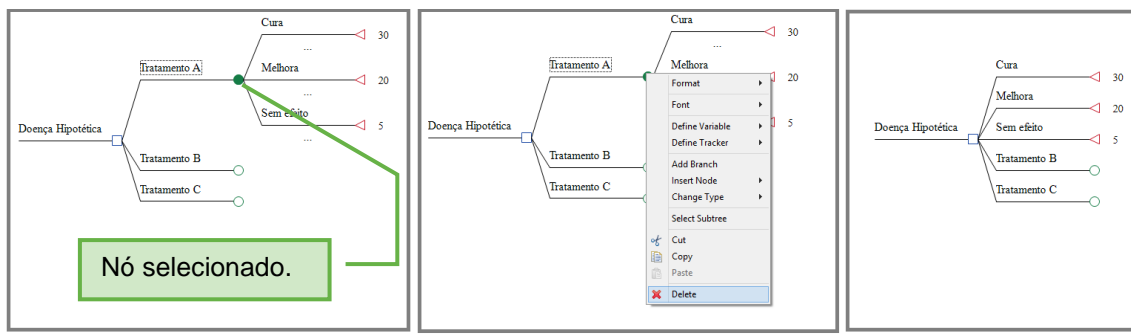 Cura
30
...
Tratamento A
Melhora
20
...
Sem efeito
5
...
Doença Hipotética
Tratamento B
Tratamento C
Nó selecionado.
Cura
30
...
Tratamento A
Melhora
20
5
Doença Hipotética
Tratamento B
Tratamento C
Format
Font
Define Variable
Define Tracker
Add Branch
Insert Node
Change Type
Select Subtree
Cut
Copy
Paste
Delete
Cura
30
Melhora
20
Doença Hipotética
Sem efeito
5
Tratamento B
Tratamento C